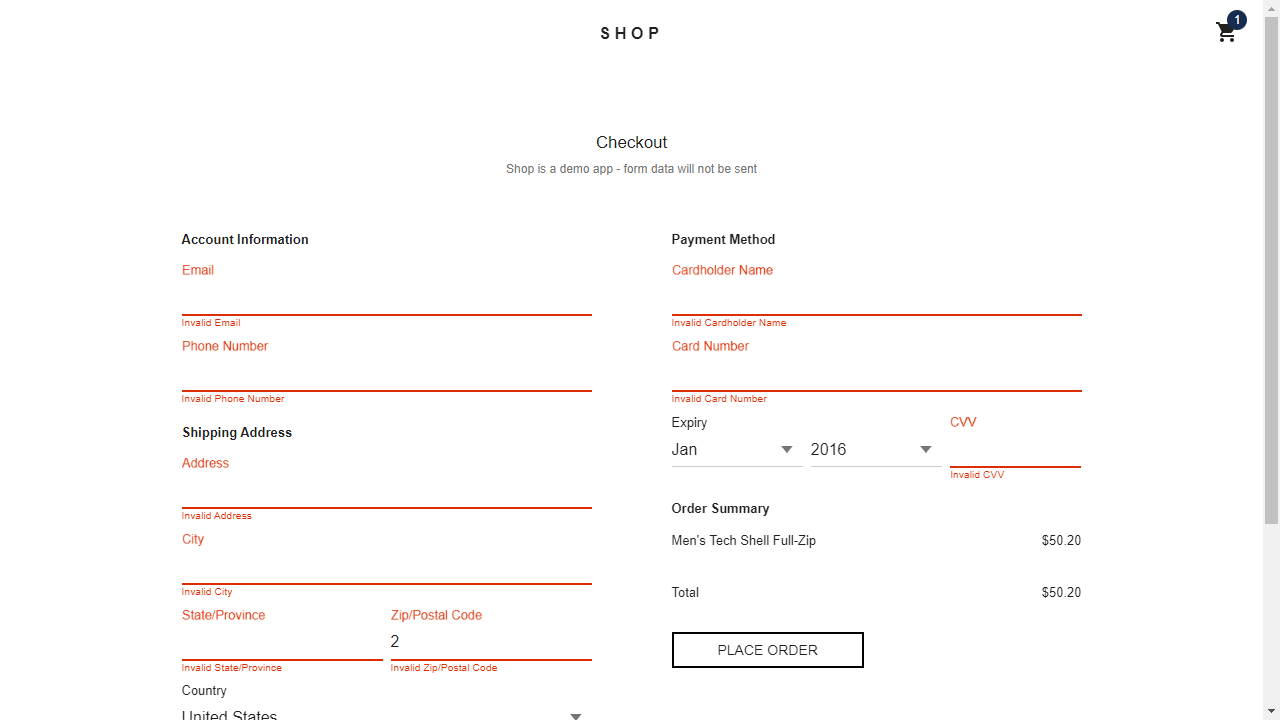 SHOP
1
Checkout
Shop is a demo app - form data will not be sent
Account Information
Email
Invalid Email
Phone Number
Invalid Phone Number
Shipping Address
Address
Invalid Address
City
Invalid City
State/Province Zip/Postal Code
2
Invalid State/Province Invalid Zip/Postal Code
Country
United States
Payment Method
Cardholder Name
Invalid Cardholder Name
Card Number
Invalid Card Number
Expiry CVV
Jan 2016
Invalid CVV
Order Summary
Men's Tech Shell Full-Zip $50.20
Total $50.20
PLACE ORDER